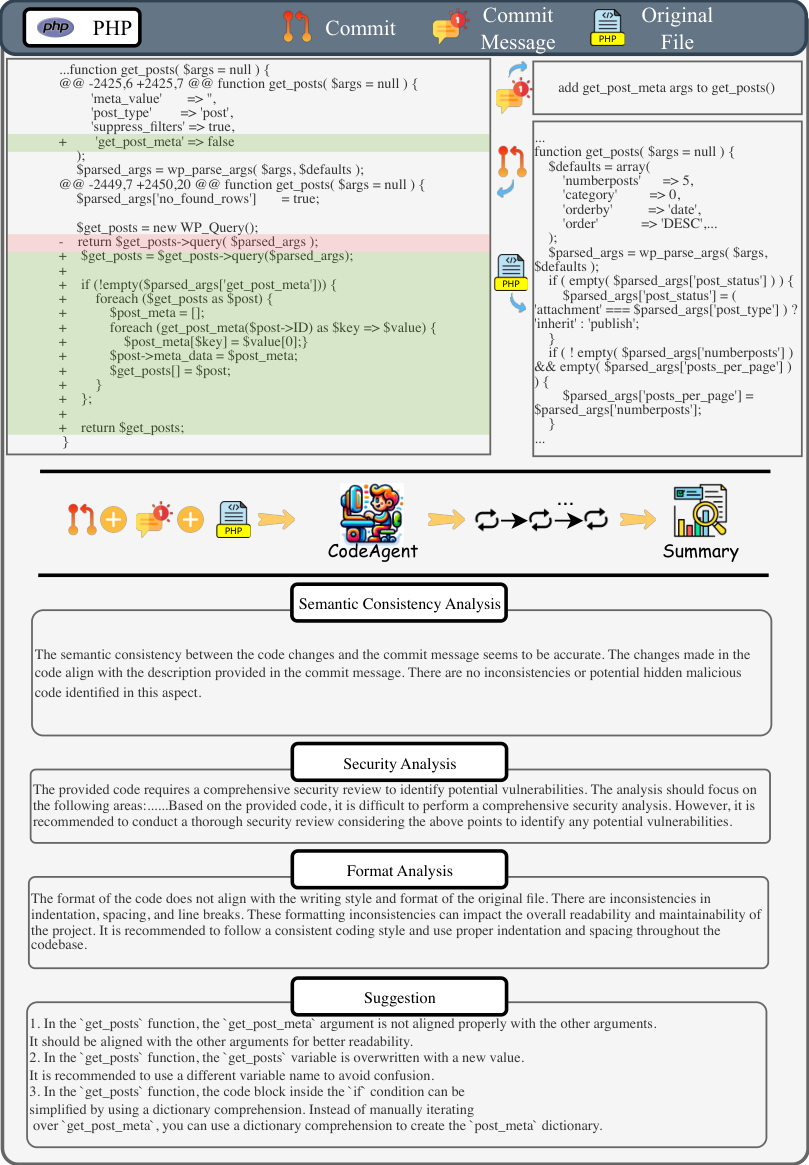 php PHP
Commit
Commit
Message
Original
File
...function get_posts( $args = null ) {
@@ -2425,6 +2425,7 @@ function get_posts( $args = null ) {
'meta_value' => '',
'post_type' => 'post',
'suppress_filters' => true,
+ 'get_post_meta' => false
);
$parsed_args = wp_parse_args( $args, $defaults );
@@ -2449,7 +2450,20 @@ function get_posts( $args = null ) {
$parsed_args['no_found_rows'] = true;
$get_posts = new WP_Query();
- return $get_posts->query( $parsed_args );
+ $get_posts = $get_posts->query($parsed_args);
+
+ if (!empty($parsed_args['get_post_meta'])) {
+ foreach ($get_posts as $post) {
+ $post_meta = [];
+ foreach (get_post_meta($post->ID) as $key => $value) {
+ $post_meta[$key] = $value[0];}
+ $post->meta_data = $post_meta;
+ $get_posts[] = $post;
+ }
+ };
+
+ return $get_posts;
}
1
add get_post_meta args to get_posts()
PHP
...
function get_posts( $args = null ) {
$defaults = array(
'numberposts' => 5,
'category' => 0,
'orderby' => 'date',
'order' => 'DESC',...
);
$parsed_args = wp_parse_args( $args,
$defaults );
if ( empty( $parsed_args['post_status'] ) ) {
$parsed_args['post_status'] = (
'attachment' === $parsed_args['post_type'] ) ?
'inherit' : 'publish';
}
if ( ! empty( $parsed_args['numberposts'] )
&& empty( $parsed_args['posts_per_page'] )
) {
$parsed_args['posts_per_page'] =
$parsed_args['numberposts'];
}
...
PHP
CodeAgent
...
Summary
Semantic Consistency Analysis
The semantic consistency between the code changes and the commit message seems to be accurate. The changes made in the
code align with the description provided in the commit message. There are no inconsistencies or potential hidden malicious
code identified in this aspect.
Security Analysis
The provided code requires a comprehensive security review to identify potential vulnerabilities. The analysis should focus on
the following areas:......Based on the provided code, it is difficult to perform a comprehensive security analysis. However, it is
recommended to conduct a thorough security review considering the above points to identify any potential vulnerabilities.
Format Analysis
The format of the code does not align with the writing style and format of the original file. There are inconsistencies in
indentation, spacing, and line breaks. These formatting inconsistencies can impact the overall readability and maintainability of
the project. It is recommended to follow a consistent coding style and use proper indentation and spacing throughout the
codebase.
Suggestion
1. In the `get_posts` function, the `get_post_meta` argument is not aligned properly with the other arguments.
It should be aligned with the other arguments for better readability.
2. In the `get_posts` function, the `get_posts` variable is overwritten with a new value.
It is recommended to use a different variable name to avoid confusion.
3. In the `get_posts` function, the code block inside the `if` condition can be
simplified by using a dictionary comprehension. Instead of manually iterating
over `get_post_meta`, you can use a dictionary comprehension to create the `post_meta` dictionary.